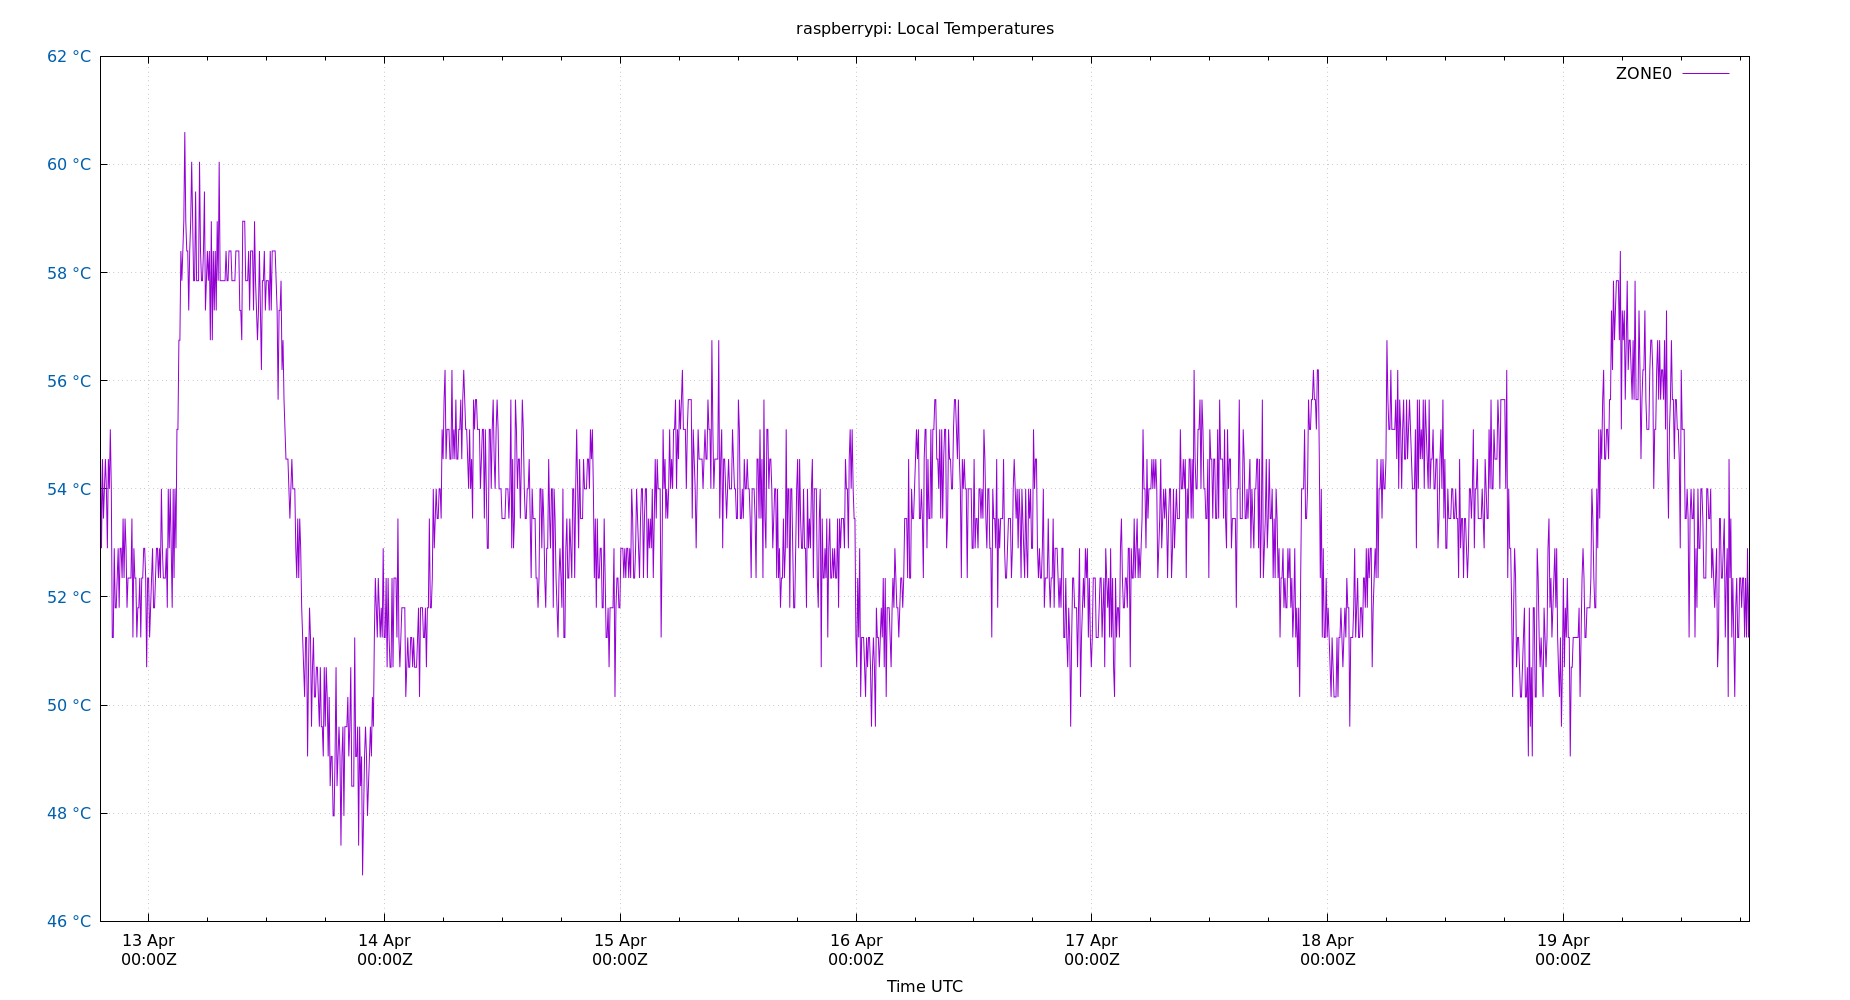 raspberrypi: Local Temperatures
62 °C
ZONE0
60 °C
58 °C
56 °C
54 °C
52 °C
50 °C
48 °C
46 °C
13 Apr 14 Apr 15 Apr 16 Apr 17 Apr 18 Apr 19 Apr
00:00Z 00:00Z 00:00Z 00:00Z 00:00Z 00:00Z 00:00Z
Time UTC